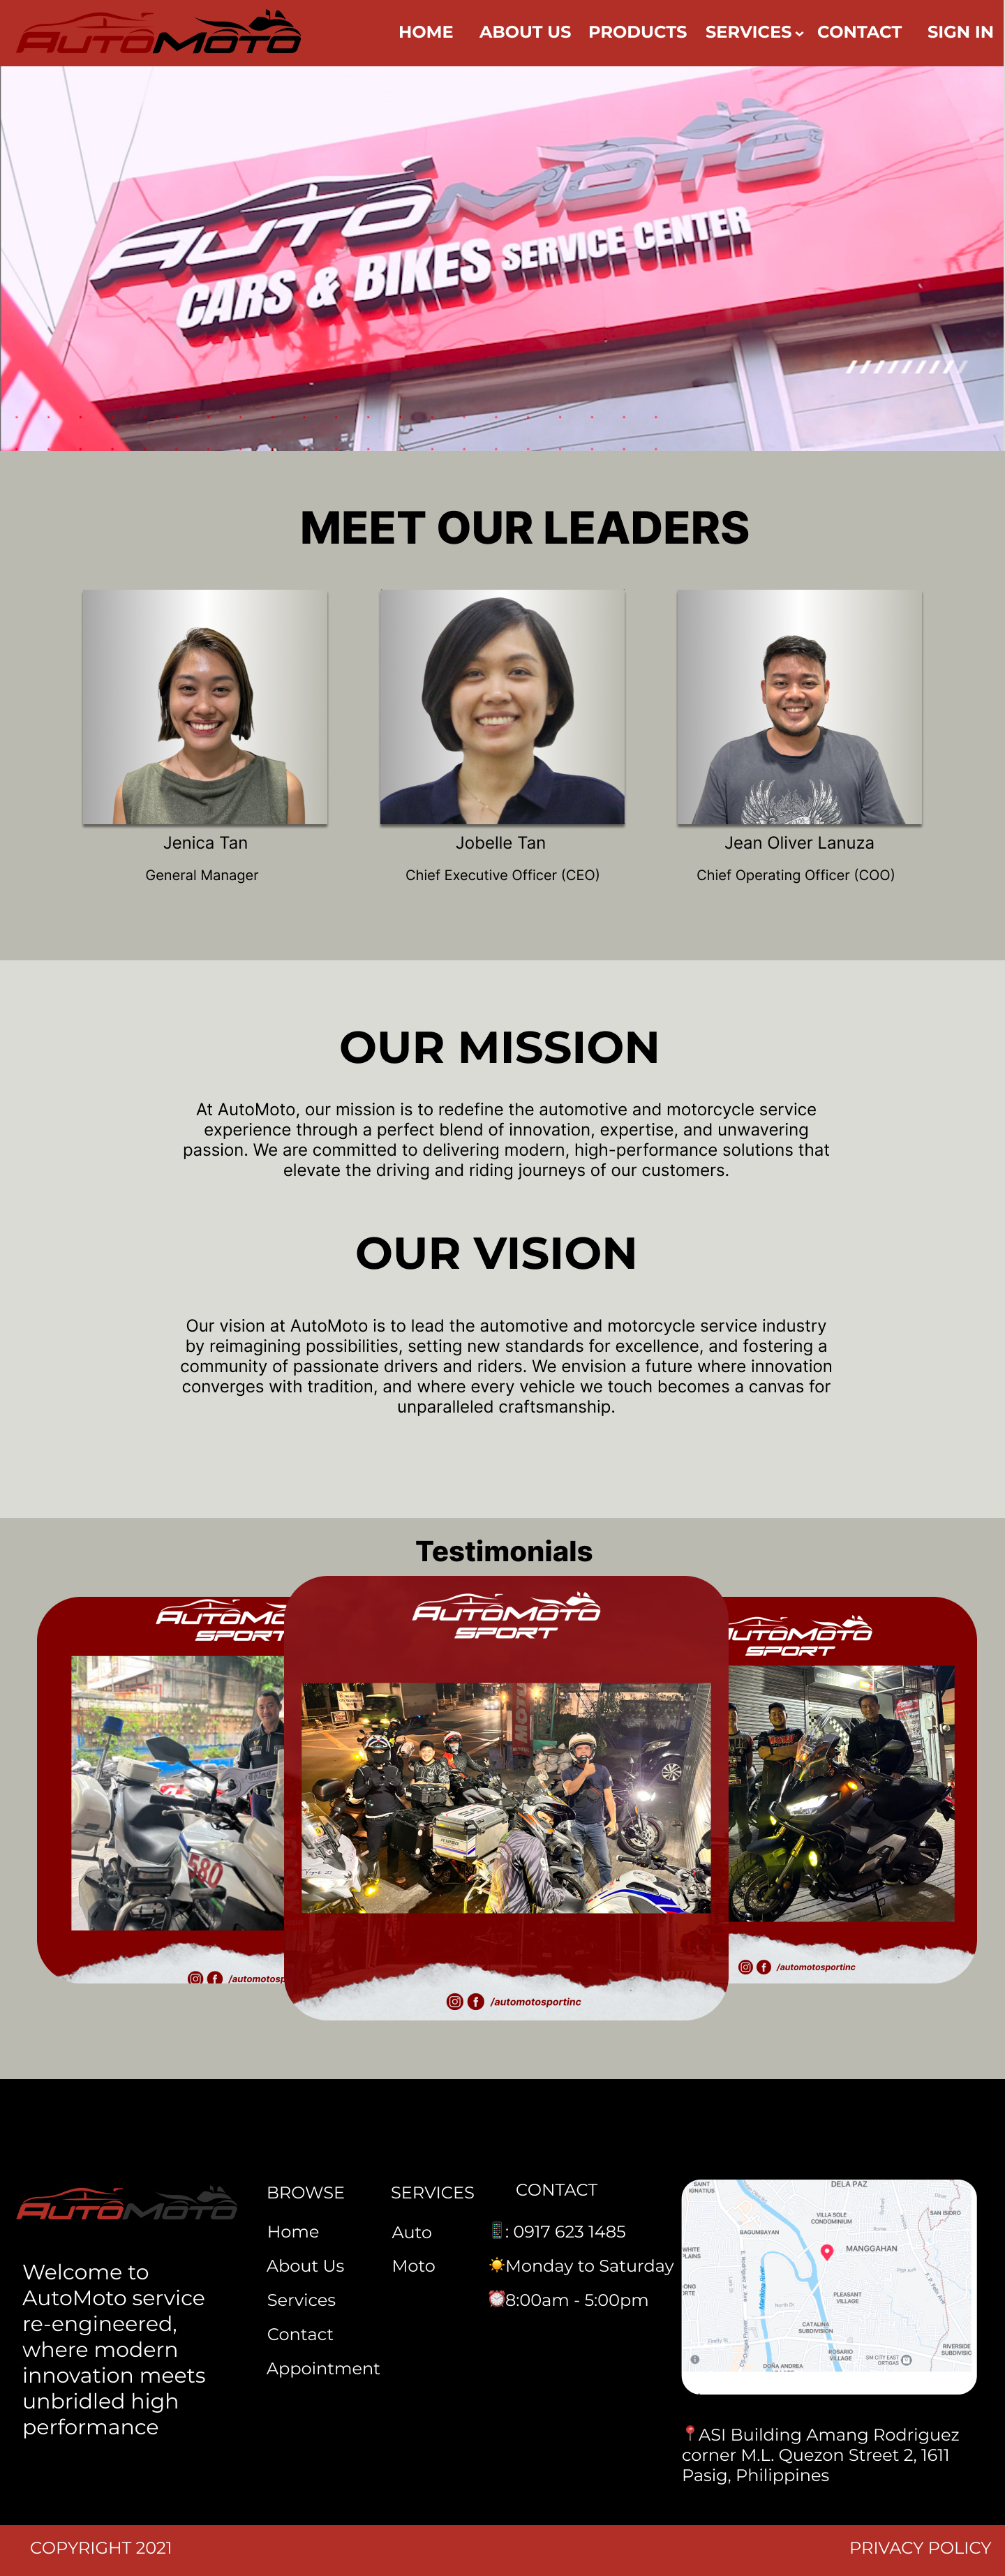 AUTOMOTO
HOME ABOUT US PRODUCTS SERVICES CONTACT SIGN IN
AUTOMOTO
CARS & BIKES SERVICE CENTER
MEET OUR LEADERS
Jenica Tan
General Manager
Jobelle Tan
Chief Executive Officer (CEO)
Jean Oliver Lanuza
Chief Operating Officer (COO)
OUR MISSION
At AutoMoto, our mission is to redefine the automotive and motorcycle service
experience through a perfect blend of innovation, expertise, and unwavering
passion. We are committed to delivering modern, high-performance solutions that
elevate the driving and riding journeys of our customers.
OUR VISION
Our vision at AutoMoto is to lead the automotive and motorcycle service industry
by reimagining possibilities, setting new standards for excellence, and fostering a
community of passionate drivers and riders. We envision a future where innovation
converges with tradition, and where every vehicle we touch becomes a canvas for
unparalleled craftsmanship.
Testimonials
AUTOMO
SPORT
580
/automotosp
AUTOMOTO
SPORT
MOTU
/automotosportinc
UTOMOTO
SPORT
/automotosportinc
AUTOMOTO
Welcome to
AutoMoto service
re-engineered,
where modern
innovation meets
unbridled high
performance
BROWSE
Home
About Us
Services
Contact
Appointment
SERVICES
Auto
Moto
CONTACT
: 0917 623 1485
Monday to Saturday
8:00am - 5:00pm
SAINT
IGNATIUS
DELA PAZ
VILLA SOLE
CONDOMINIUM
SAN ISIDRO
BAGUMBAYAN
WHITE
PLAINS
MANGGAHAN
Marikina River
PLEASANT
VILLAGE
CATALINA
SUBDIVISION
ROSARIO
VILLAGE
SM CITY EAST
ORTIGAS
RIVERSIDE
SUBDIVISIC
DOÑA ANDREA
ASI Building Amang Rodriguez
corner M.L. Quezon Street 2, 1611
Pasig, Philippines
COPYRIGHT 2021
PRIVACY POLICY